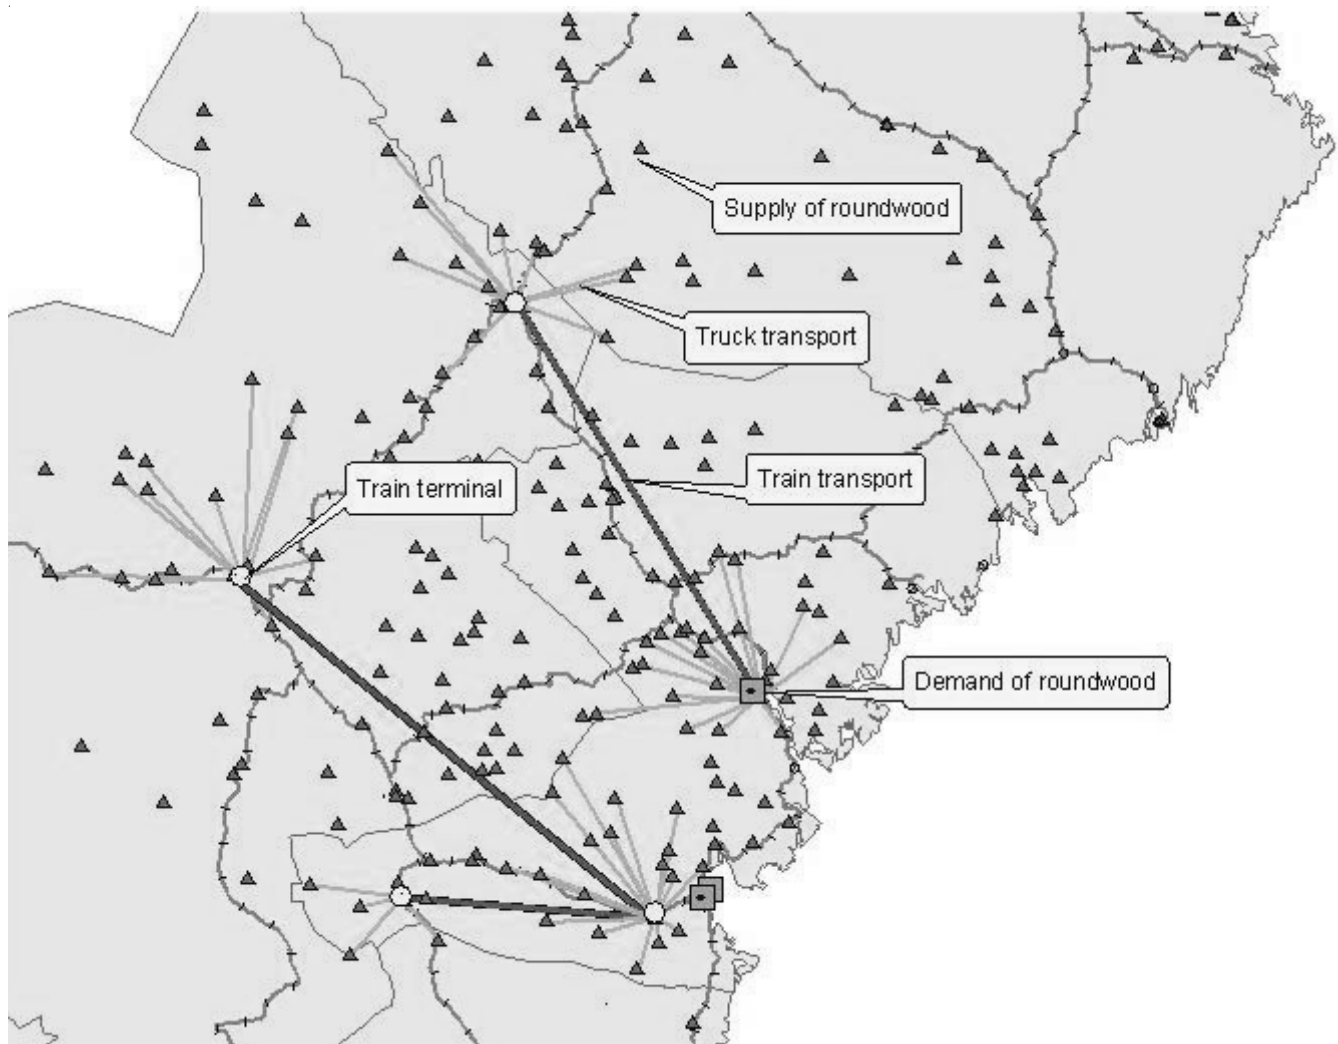 Supply of roundwood
Truck transport
Train transport
Train terminal
Demand of roundwood